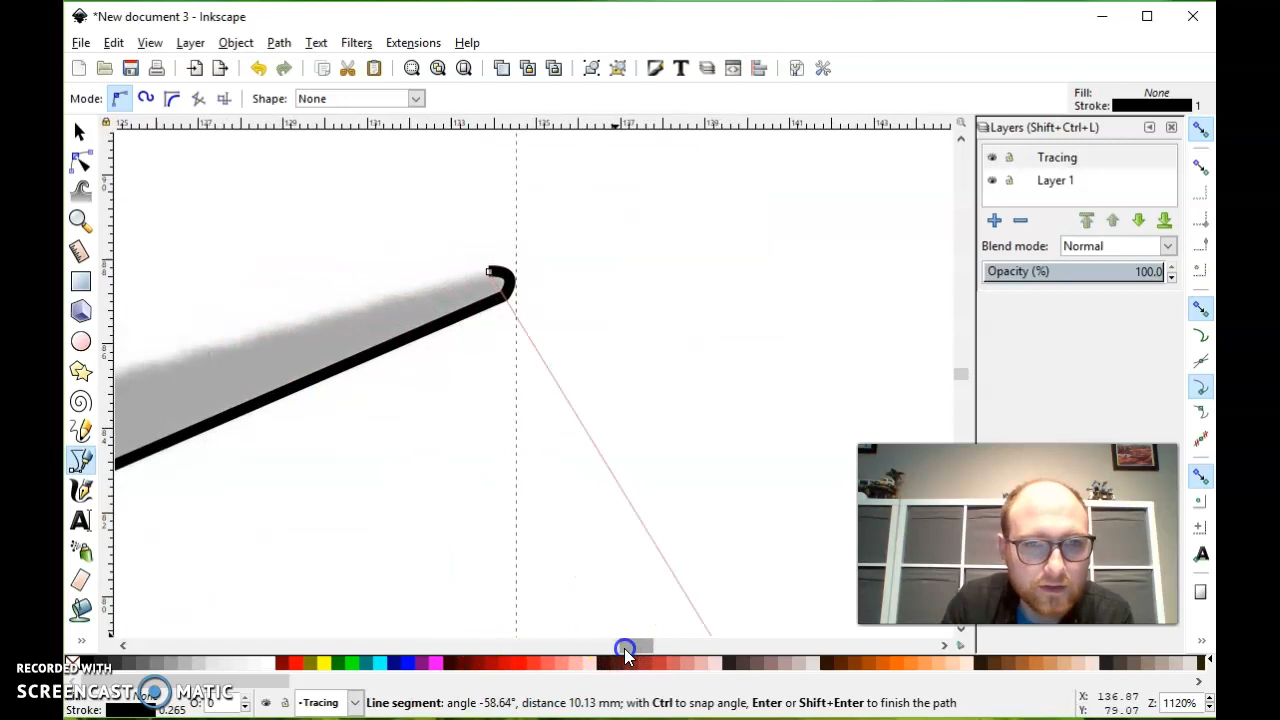 *New document 3 - Inkscape
File Edit View Layer Object Path Text Filters Extensions Help
Mode: Shape: None
Fill: None
Stroke: 1
Layers (Shift+Ctrl+L)
Tracing
Layer 1
Blend mode: Normal
Opacity (%) 100.0
RECORDED WITH
SCREENCAST MATIC
Stroke: 0.265 O: 0 Tracing Line segment: angle -58.64°, distance 10.13 mm; with Ctrl to snap angle, Enter or Shift+Enter to finish the path
X: 136.87
Y: 79.07
Z: 1120%